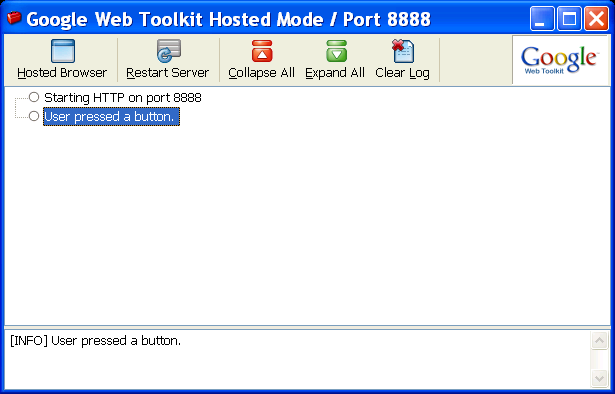 Google Web Toolkit Hosted Mode / Port 8888
Hosted Browser
Restart Server
Collapse All
Expand All
Clear Log
Google
Web Toolkit
Starting HTTP on port 8888
User pressed a button.
[INFO] User pressed a button.